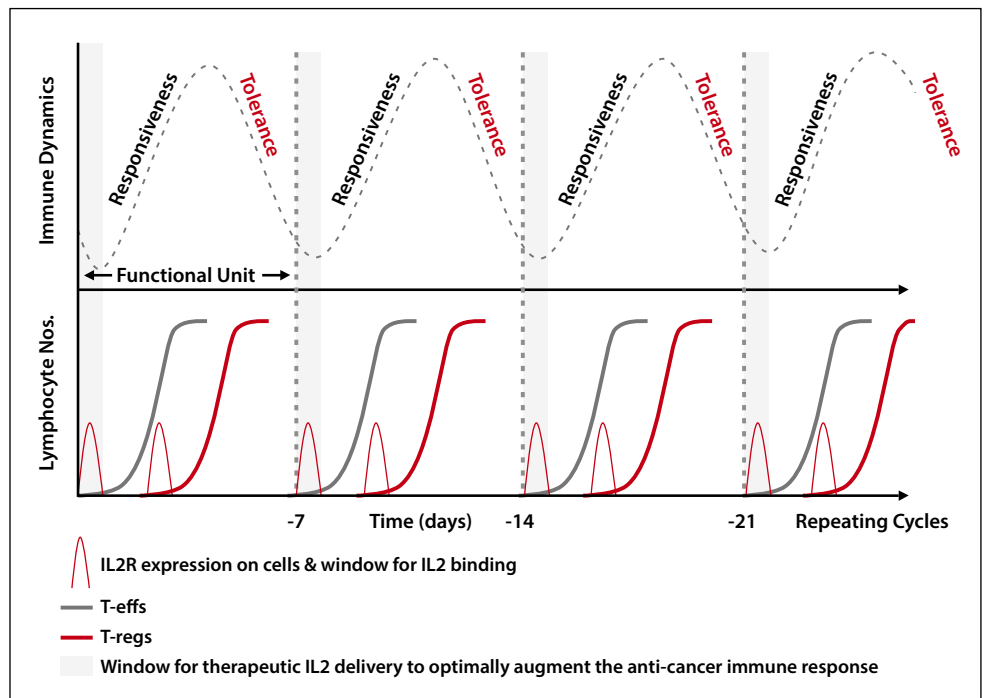 Immune Dynamics
Responsiveness
Tolerance
Responsiveness
Tolerance
Responsiveness
Tolerance
Responsiveness
Tolerance
Functional Unit
Lymphocyte Nos.
-7
Time (days)
-14
-21
Repeating Cycles
IL2R expression on cells & window for IL2 binding
T-effs
T-regs
Window for therapeutic IL2 delivery to optimally augment the anti-cancer immune response